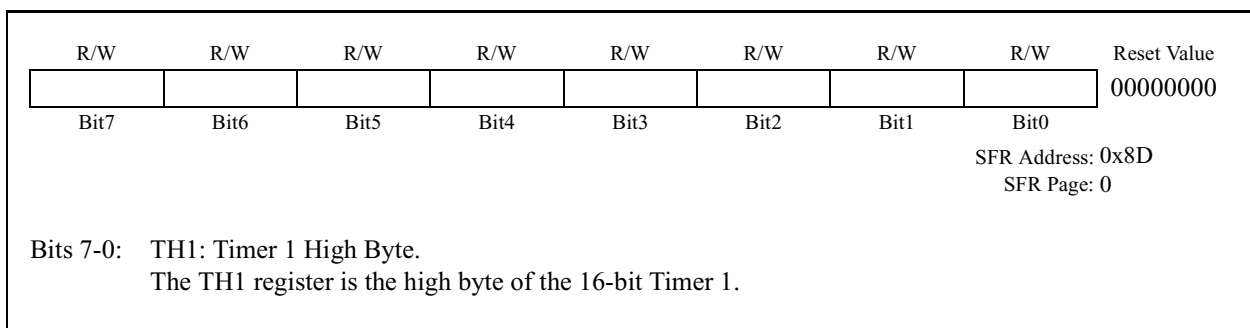 R/W R/W R/W R/W R/W R/W R/W R/W Reset Value
00000000
Bit7 Bit6 Bit5 Bit4 Bit3 Bit2 Bit1 Bit0
SFR Address: 0x8D
SFR Page: 0
Bits 7-0: TH1: Timer 1 High Byte.
The TH1 register is the high byte of the 16-bit Timer 1.